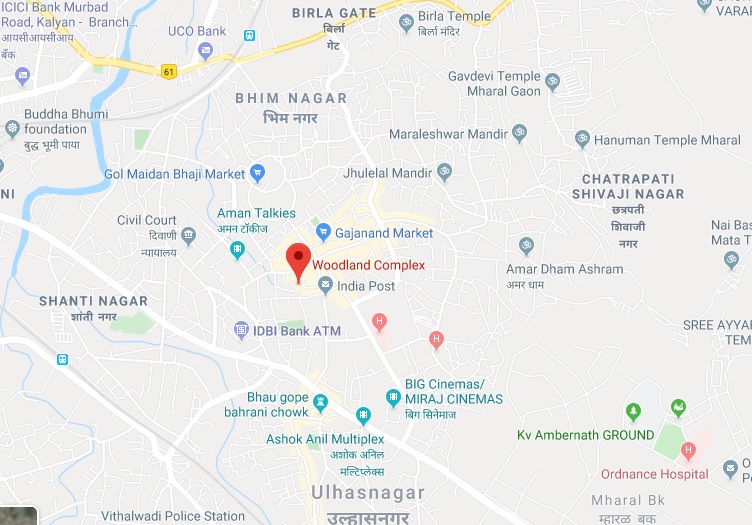 ICICI Bank Murbad
Road, Kalyan - Branch...
आयसीआयसीआय
बॅंक
UCO Bank
BIRLA GATE
बिर्ला
गेट
Birla Temple
बिर्ला मंदिर
61
Gavdevi Temple
Mharal Gaon
BHIM NAGAR
भिम नगर
Buddha Bhumi
foundation
बुद्ध भूमी पाया
Maraleshwar Mandir
Hanuman Temple Mharal
Gol Maidan Bhaji Market
Jhulelal Mandir
CHATRAPATI
SHIVAJI NAGAR
छत्रपती
शिवाजी
नगर
NI
Civil Court
दिवाणी
न्यायालय
Aman Talkies
अमन टॉकीज
Gajanand Market
Nai Bas
Mata T
Woodland Complex
Amar Dham Ashram
अमर धाम
India Post
SHANTI NAGAR
शांती नगर
IDBI Bank ATM
H
H
SREE AYYAP
TEM
BIG Cinemas/
MIRAJ CINEMAS
बिग सिनेमाज
Bhau gope
bahrani chowk
Ashok Anil Multiplex
अशोक अनिल
मल्टिप्लेक्स
Kv Ambernath GROUND
H
Ordnance Hospital
O
Ulhasnagar
उल्हासनगर
Mharal Bk
म्हारळ बक
Vithalwadi Police Station